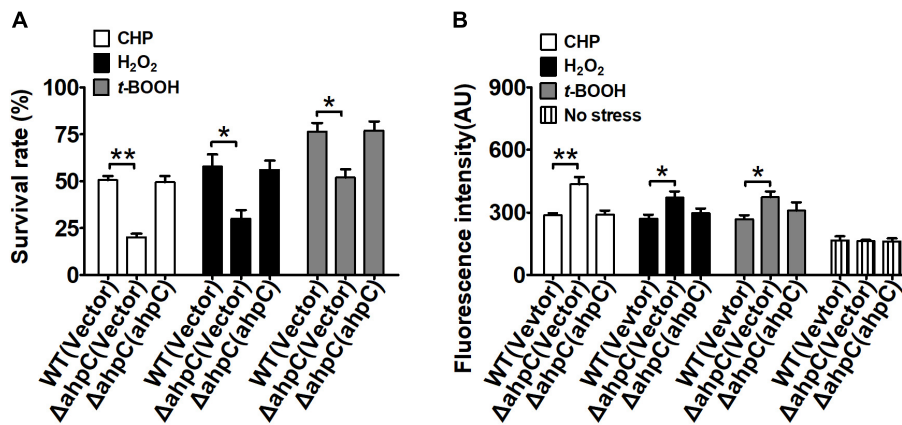 A
CHP
H₂O₂
t-BOOH
Survival rate (%)
100
75
50
25
0
**
*
*
WT(Vector)
ΔahpC(Vector)
ΔahpC(ahpC)
WT(Vector)
ΔahpC(Vector)
ΔahpC(ahpC)
WT(Vector)
ΔahpC(Vector)
ΔahpC(ahpC)
B
CHP
H₂O₂
t-BOOH
No stress
Fluorescence intensity(AU)
900
600
300
0
**
*
*
WT(Vevtor)
ΔahpC(Vector)
ΔahpC(ahpC)
WT(Vevtor)
ΔahpC(Vector)
ΔahpC(ahpC)
WT(Vevtor)
ΔahpC(Vector)
ΔahpC(ahpC)
WT(Vevtor)
ΔahpC(Vector)
ΔahpC(ahpC)